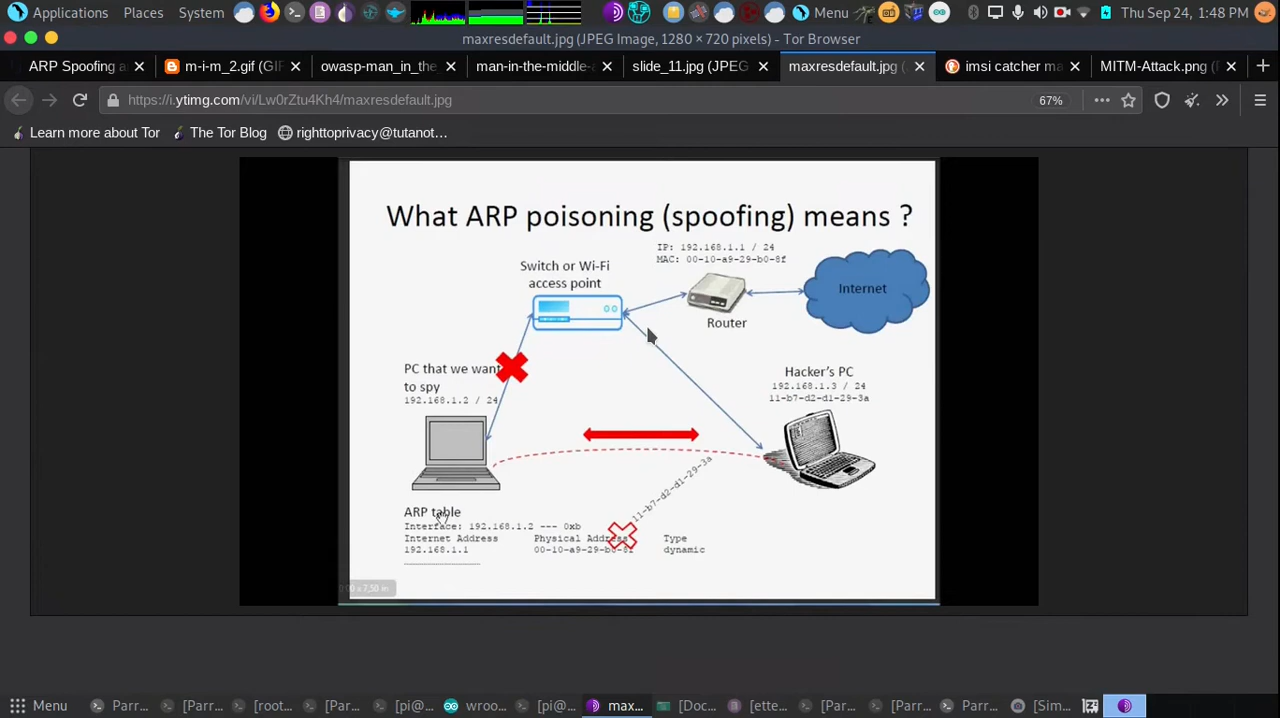 Applications Places System Menu Thu Sep 24, 1:48 PM
maxresdefault.jpg (JPEG Image, 1280 × 720 pixels) - Tor Browser
ARP Spoofing a
m-i-m_2.gif (GIF
owasp-man_in_the_
man-in-the-middle-a
slide_11.jpg (JPEG
maxresdefault.jpg (
imsi catcher ma
MITM-Attack.png (
https://i.ytimg.com/vi/Lw0rZtu4Kh4/maxresdefault.jpg 67%
Learn more about Tor The Tor Blog righttoprivacy@tutanot…
What ARP poisoning (spoofing) means ?
IP: 192.168.1.1 / 24
MAC: 00-10-a9-29-b0-8f
Switch or Wi-Fi
access point
Internet
Router
PC that we want
to spy
192.168.1.2 / 24
Hacker's PC
192.168.1.3 / 24
11-b7-d2-d1-29-3a
11-b7-d2-d1-29-3a
ARP table
Interface: 192.168.1.2 --- 0xb
Internet Address Physical Address Type
192.168.1.1 00-10-a9-29-b0-8f dynamic
Menu Parr… [Parr… [root… [Par… [pi@… wroo… [pi@… max… [Doc… [ette… [Par… [Parr… Parr… [Sim…